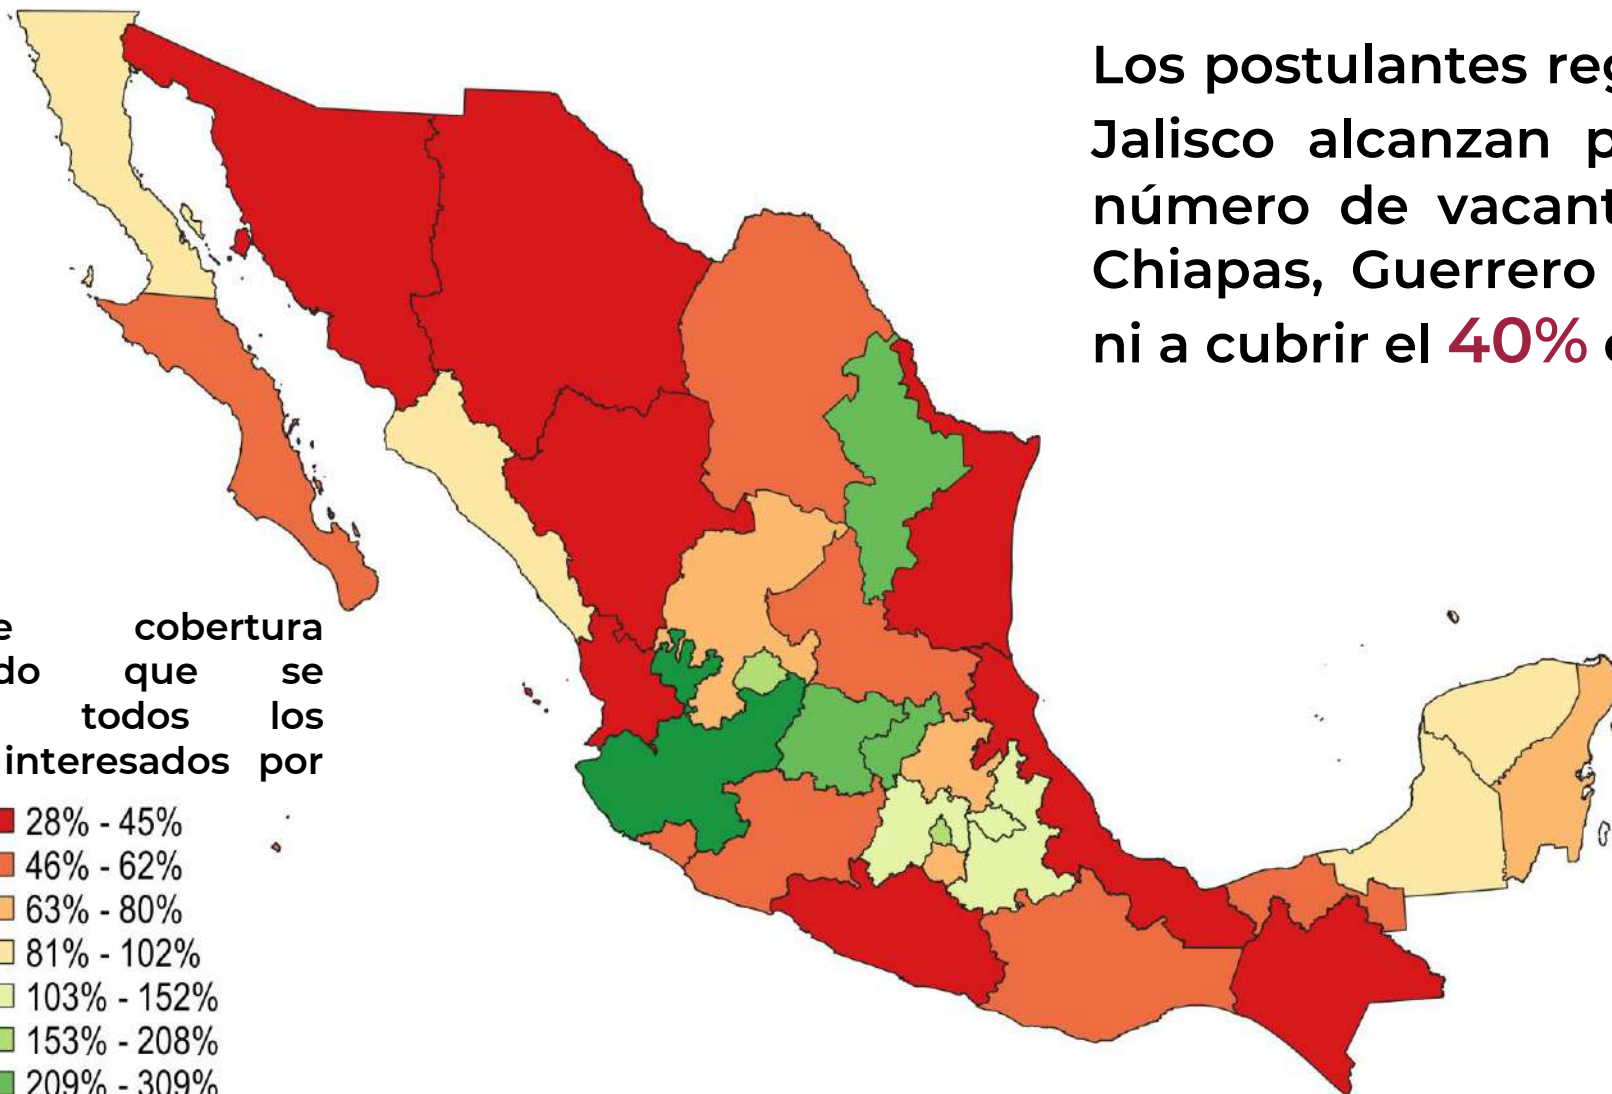 Los postulantes reg
Jalisco alcanzan p
número de vacant
Chiapas, Guerrero
ni a cubrir el 40%
e cobertura
do que se
todos los
interesados por
28% - 45%
46% - 62%
63% - 80%
81% - 102%
103% - 152%
153% - 208%
209% - 309%